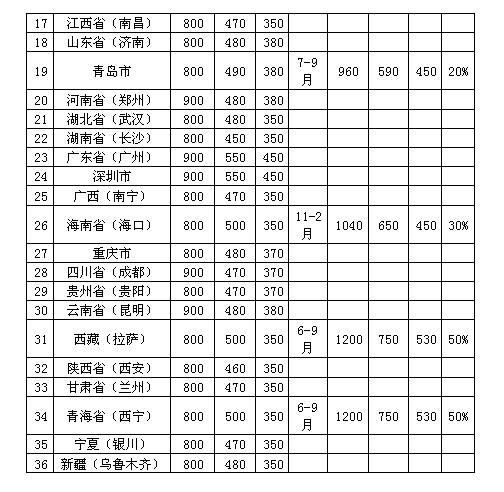 17 江西省（南昌） 800 470 350
18 山东省（济南） 800 480 380
19 青岛市 800 490 380 7-9月 960 590 450 20%
20 河南省（郑州） 900 480 380
21 湖北省（武汉） 800 480 350
22 湖南省（长沙） 800 450 350
23 广东省（广州） 900 550 450
24 深圳市 900 550 450
25 广西（南宁） 800 470 350
26 海南省（海口） 800 500 350 11-2月 1040 650 450 30%
27 重庆市 800 480 370
28 四川省（成都） 900 470 370
29 贵州省（贵阳） 800 470 370
30 云南省（昆明） 900 480 380
31 西藏（拉萨） 800 500 350 6-9月 1200 750 530 50%
32 陕西省（西安） 800 460 350
33 甘肃省（兰州） 800 470 350
34 青海省（西宁） 800 500 350 6-9月 1200 750 530 50%
35 宁夏（银川） 800 470 350
36 新疆（乌鲁木齐） 800 480 350